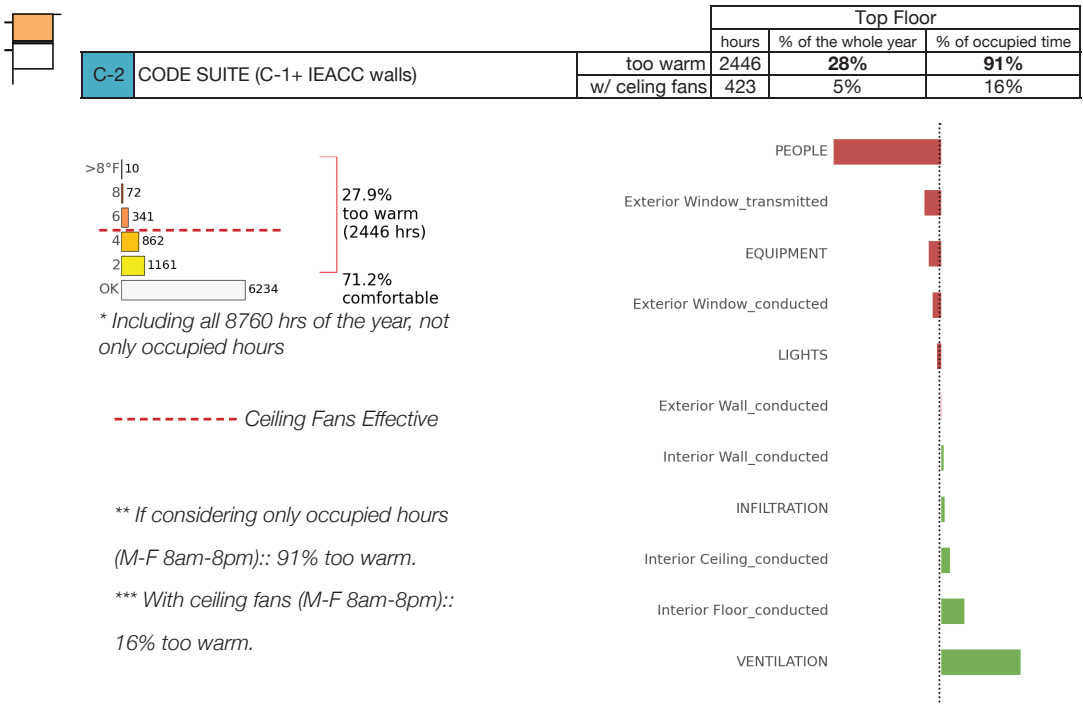 Top Floor
hours % of the whole year % of occupied time
C-2 CODE SUITE (C-1+ IEACC walls) too warm 2446 28% 91%
w/ celing fans 423 5% 16%
>8°F 10
8 72
6 341
4 862
2 1161
OK 6234
27.9%
too warm
(2446 hrs)
71.2%
comfortable
* Including all 8760 hrs of the year, not
only occupied hours
Ceiling Fans Effective
** If considering only occupied hours
(M-F 8am-8pm):: 91% too warm.
*** With ceiling fans (M-F 8am-8pm)::
16% too warm.
PEOPLE
Exterior Window_transmitted
EQUIPMENT
Exterior Window_conducted
LIGHTS
Exterior Wall_conducted
Interior Wall_conducted
INFILTRATION
Interior Ceiling_conducted
Interior Floor_conducted
VENTILATION